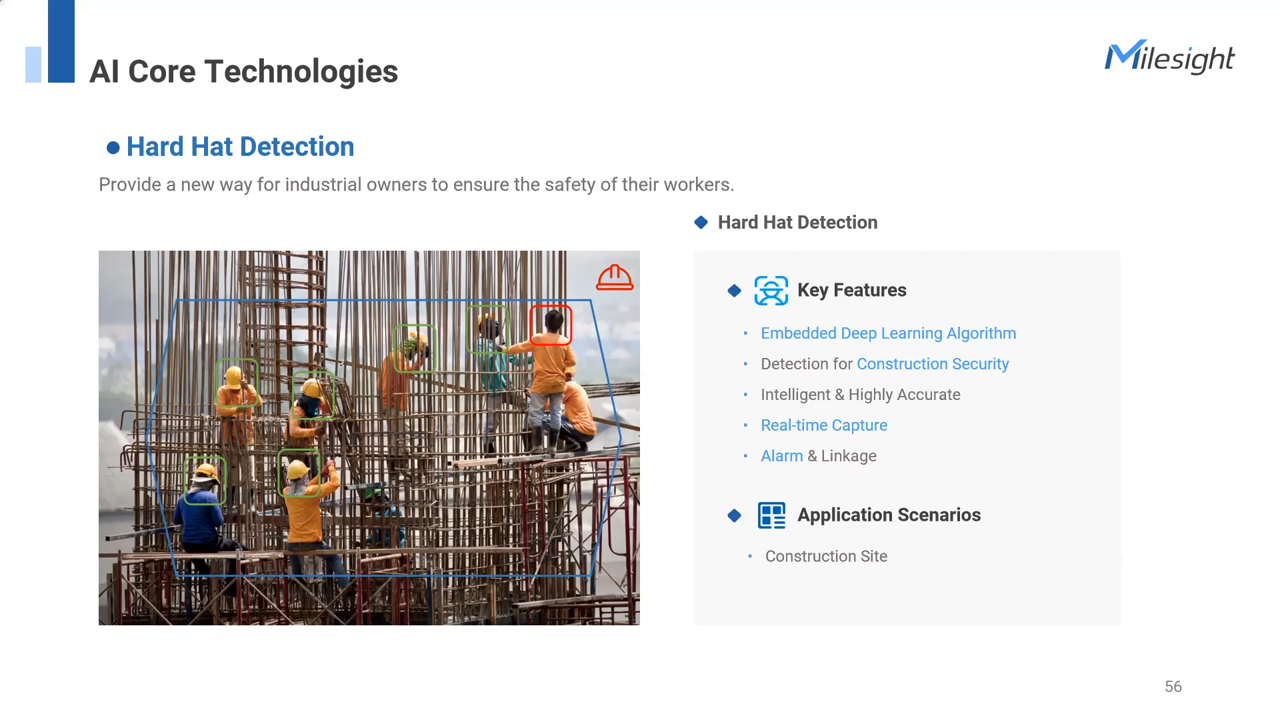 AI Core Technologies
Milesight
Hard Hat Detection
Provide a new way for industrial owners to ensure the safety of their workers.
Hard Hat Detection
Key Features
Embedded Deep Learning Algorithm
Detection for Construction Security
Intelligent & Highly Accurate
Real-time Capture
Alarm & Linkage
Application Scenarios
Construction Site
56